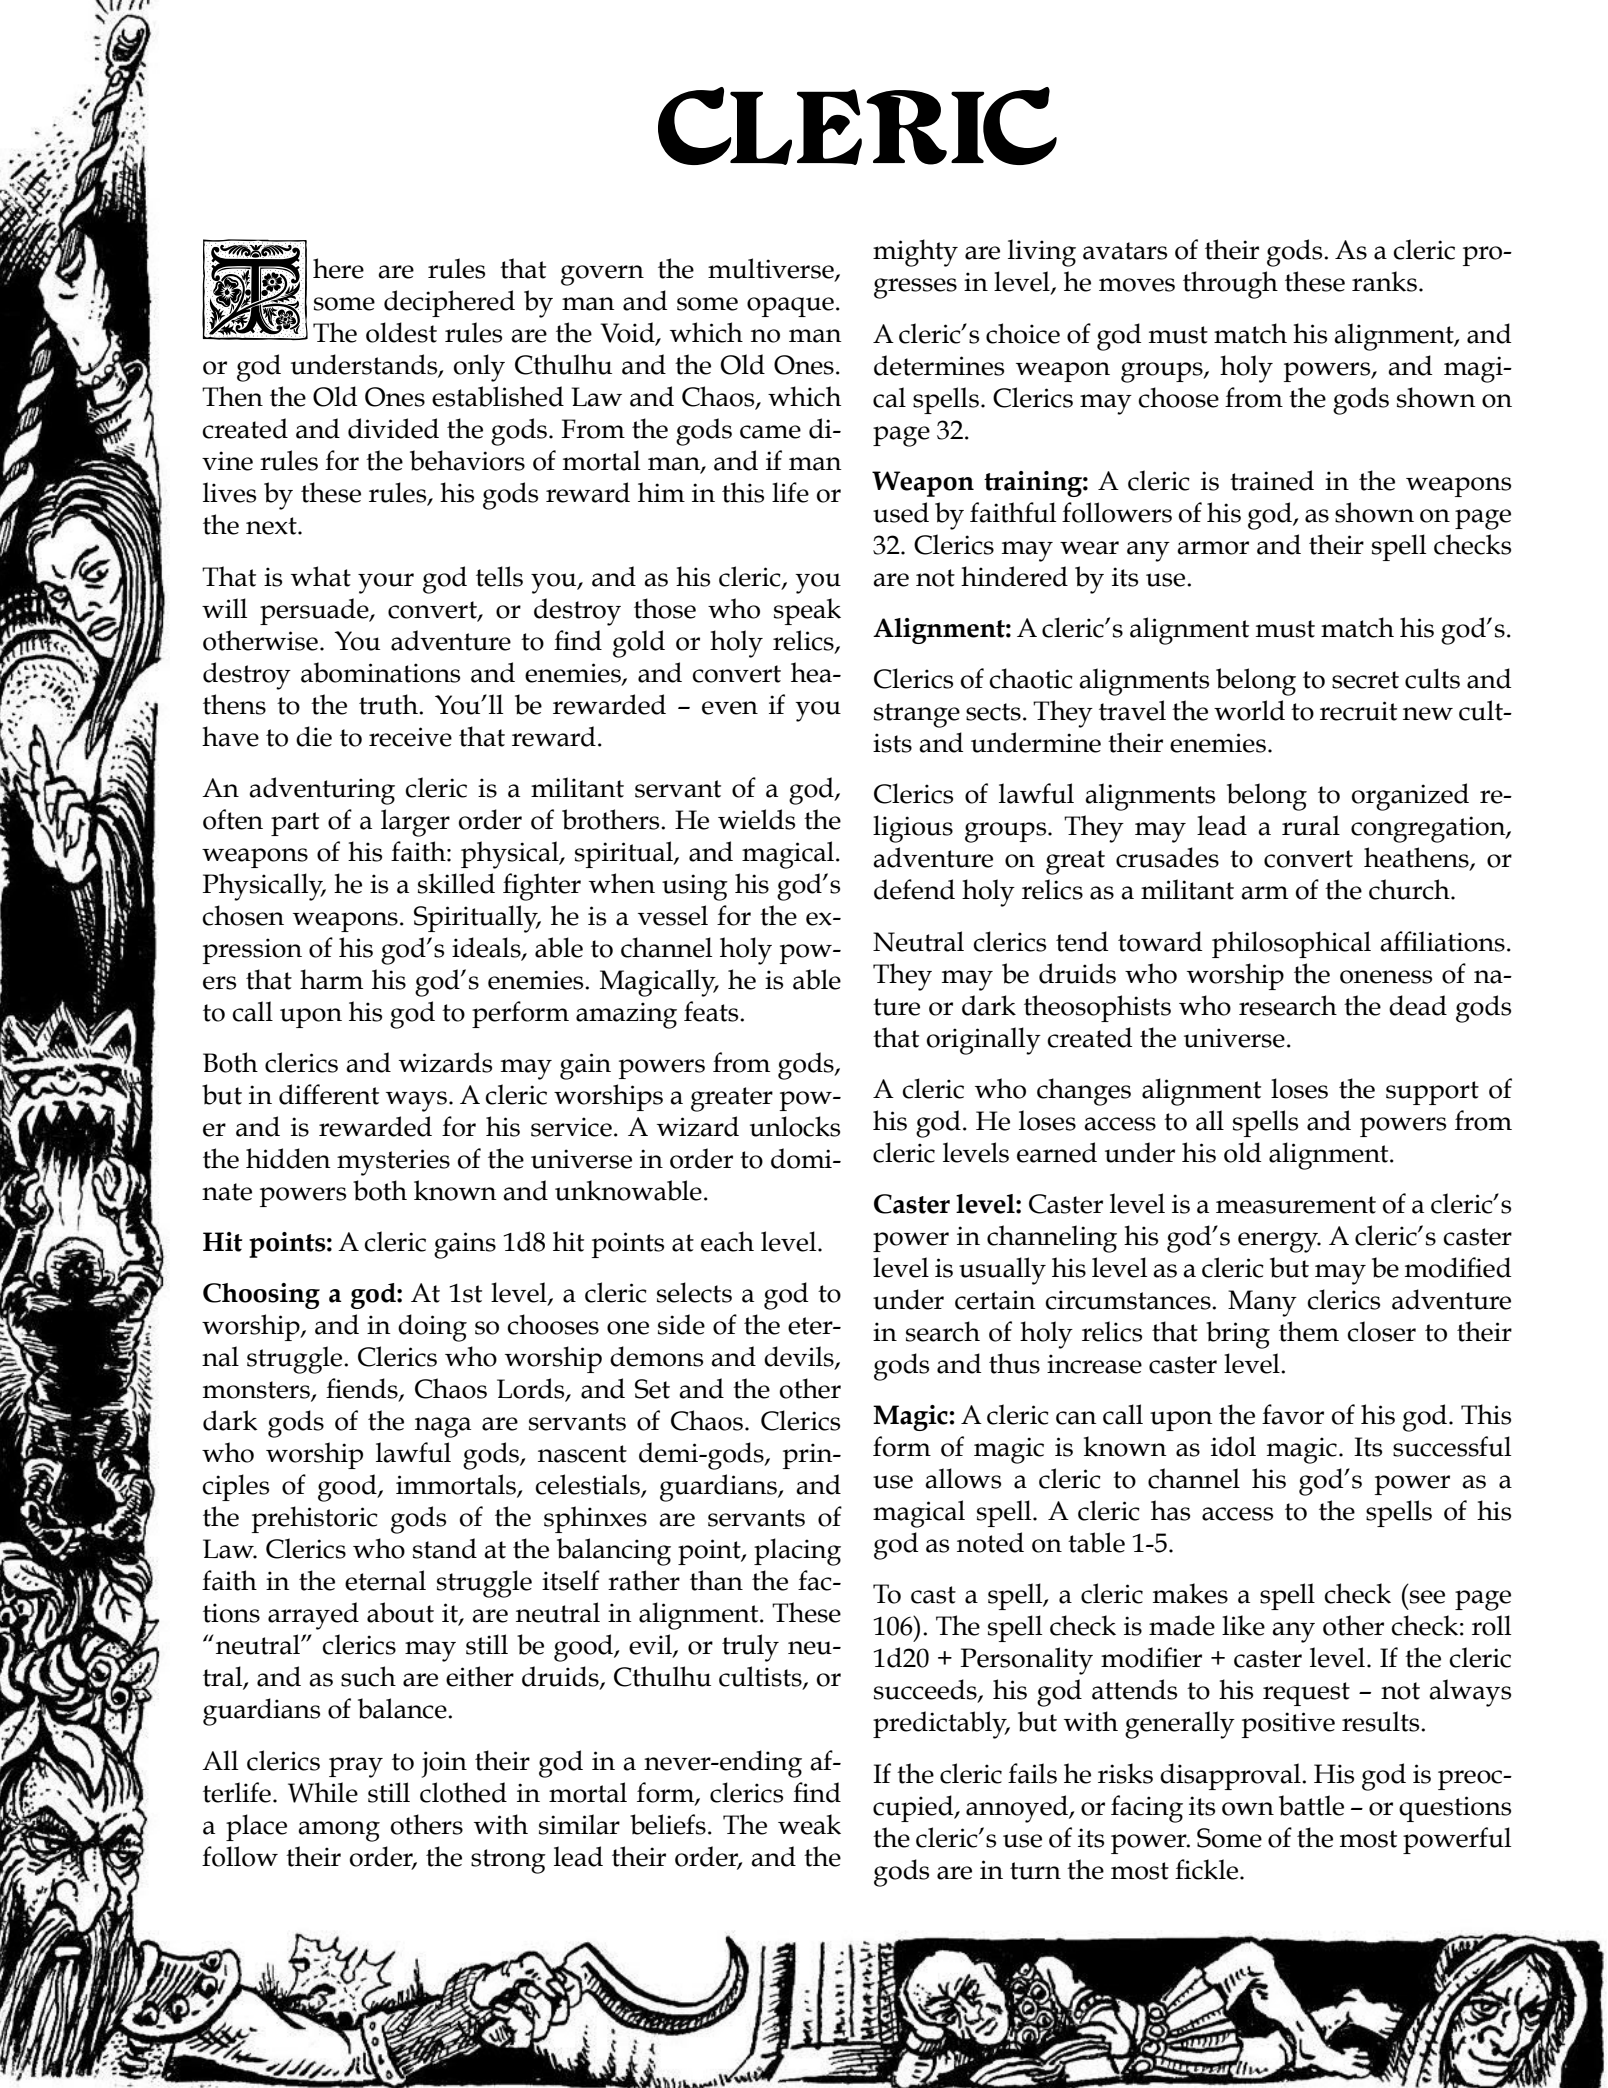 CLERIC
There are rules that govern the multiverse,
some deciphered by man and some opaque.
The oldest rules are the Void, which no man
or god understands, only Cthulhu and the Old Ones.
Then the Old Ones established Law and Chaos, which
created and divided the gods. From the gods came di-
vine rules for the behaviors of mortal man, and if man
lives by these rules, his gods reward him in this life or
the next.
That is what your god tells you, and as his cleric, you
will persuade, convert, or destroy those who speak
otherwise. You adventure to find gold or holy relics,
destroy abominations and enemies, and convert hea-
thens to the truth. You'll be rewarded – even if you
have to die to receive that reward.
An adventuring cleric is a militant servant of a god,
often part of a larger order of brothers. He wields the
weapons of his faith: physical, spiritual, and magical.
Physically, he is a skilled fighter when using his god's
chosen weapons. Spiritually, he is a vessel for the ex-
pression of his god's ideals, able to channel holy pow-
ers that harm his god's enemies. Magically, he is able
to call upon his god to perform amazing feats.
Both clerics and wizards may gain powers from gods,
but in different ways. A cleric worships a greater pow-
er and is rewarded for his service. A wizard unlocks
the hidden mysteries of the universe in order to domi-
nate powers both known and unknowable.
Hit points: A cleric gains 1d8 hit points at each level.
Choosing a god: At 1st level, a cleric selects a god to
worship, and in doing so chooses one side of the eter-
nal struggle. Clerics who worship demons and devils,
monsters, fiends, Chaos Lords, and Set and the other
dark gods of the naga are servants of Chaos. Clerics
who worship lawful gods, nascent demi-gods, prin-
ciples of good, immortals, celestials, guardians, and
the prehistoric gods of the sphinxes are servants of
Law. Clerics who stand at the balancing point, placing
faith in the eternal struggle itself rather than the fac-
tions arrayed about it, are neutral in alignment. These
“neutral” clerics may still be good, evil, or truly neu-
tral, and as such are either druids, Cthulhu cultists, or
guardians of balance.
All clerics pray to join their god in a never-ending af-
terlife. While still clothed in mortal form, clerics find
a place among others with similar beliefs. The weak
follow their order, the strong lead their order, and the
mighty are living avatars of their gods. As a cleric pro-
gresses in level, he moves through these ranks.
A cleric's choice of god must match his alignment, and
determines weapon groups, holy powers, and magi-
cal spells. Clerics may choose from the gods shown on
page 32.
Weapon training: A cleric is trained in the weapons
used by faithful followers of his god, as shown on page
32. Clerics may wear any armor and their spell checks
are not hindered by its use.
Alignment: A cleric's alignment must match his god's.
Clerics of chaotic alignments belong to secret cults and
strange sects. They travel the world to recruit new cult-
ists and undermine their enemies.
Clerics of lawful alignments belong to organized re-
ligious groups. They may lead a rural congregation,
adventure on great crusades to convert heathens, or
defend holy relics as a militant arm of the church.
Neutral clerics tend toward philosophical affiliations.
They may be druids who worship the oneness of na-
ture or dark theosophists who research the dead gods
that originally created the universe.
A cleric who changes alignment loses the support of
his god. He loses access to all spells and powers from
cleric levels earned under his old alignment.
Caster level: Caster level is a measurement of a cleric's
power in channeling his god's energy. A cleric's caster
level is usually his level as a cleric but may be modified
under certain circumstances. Many clerics adventure
in search of holy relics that bring them closer to their
gods and thus increase caster level.
Magic: A cleric can call upon the favor of his god. This
form of magic is known as idol magic. Its successful
use allows a cleric to channel his god's power as a
magical spell. A cleric has access to the spells of his
god as noted on table 1-5.
To cast a spell, a cleric makes a spell check (see page
106). The spell check is made like any other check: roll
1d20 + Personality modifier + caster level. If the cleric
succeeds, his god attends to his request – not always
predictably, but with generally positive results.
If the cleric fails he risks disapproval. His god is preoc-
cupied, annoyed, or facing its own battle – or questions
the cleric's use of its power. Some of the most powerful
gods are in turn the most fickle.